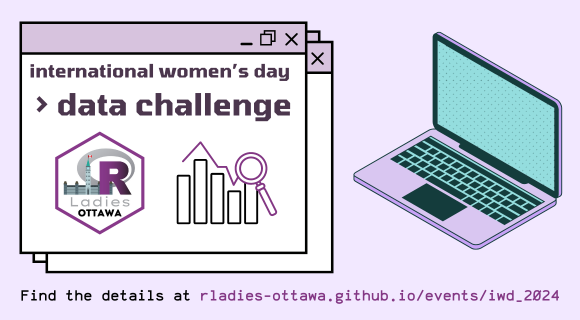 international women's day
> data challenge
R
Ladies
OTTAWA
Find the details at rladies-ottawa.github.io/events/iwd_2024